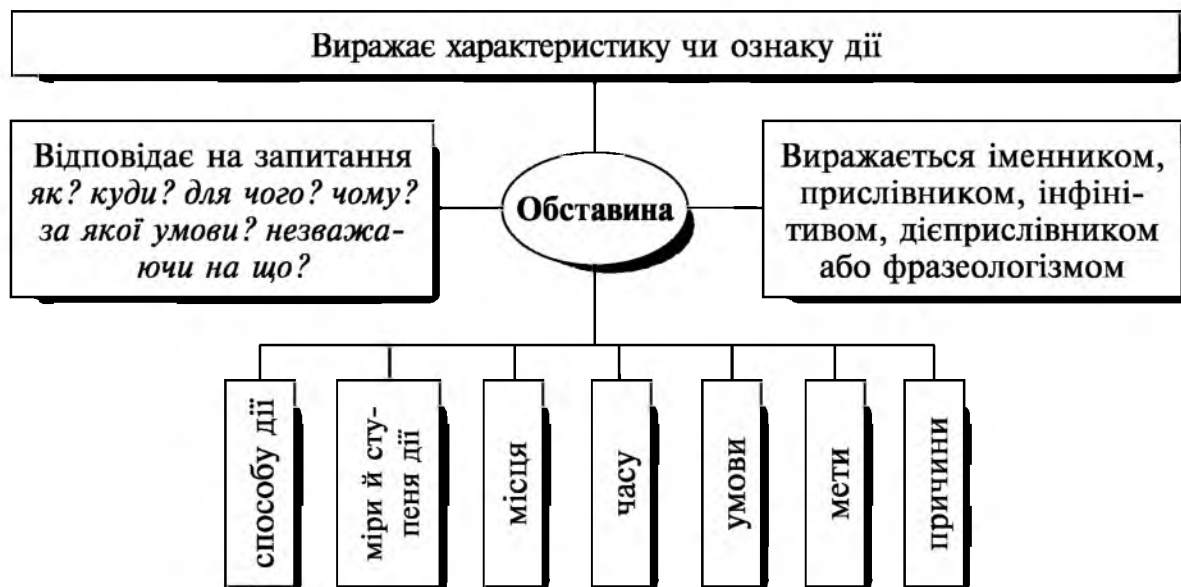 Виражає характеристику чи ознаку дії
Відповідає на запитання
як? куди? для чого? чому?
за якої умови? незважа-
ючи на що?
Обставина
Виражається іменником,
прислівником, інфіні-
тивом, дієприслівником
або фразеологізмом
способу дії
міри й сту-
пеня дії
місця
часу
умови
мети
причини